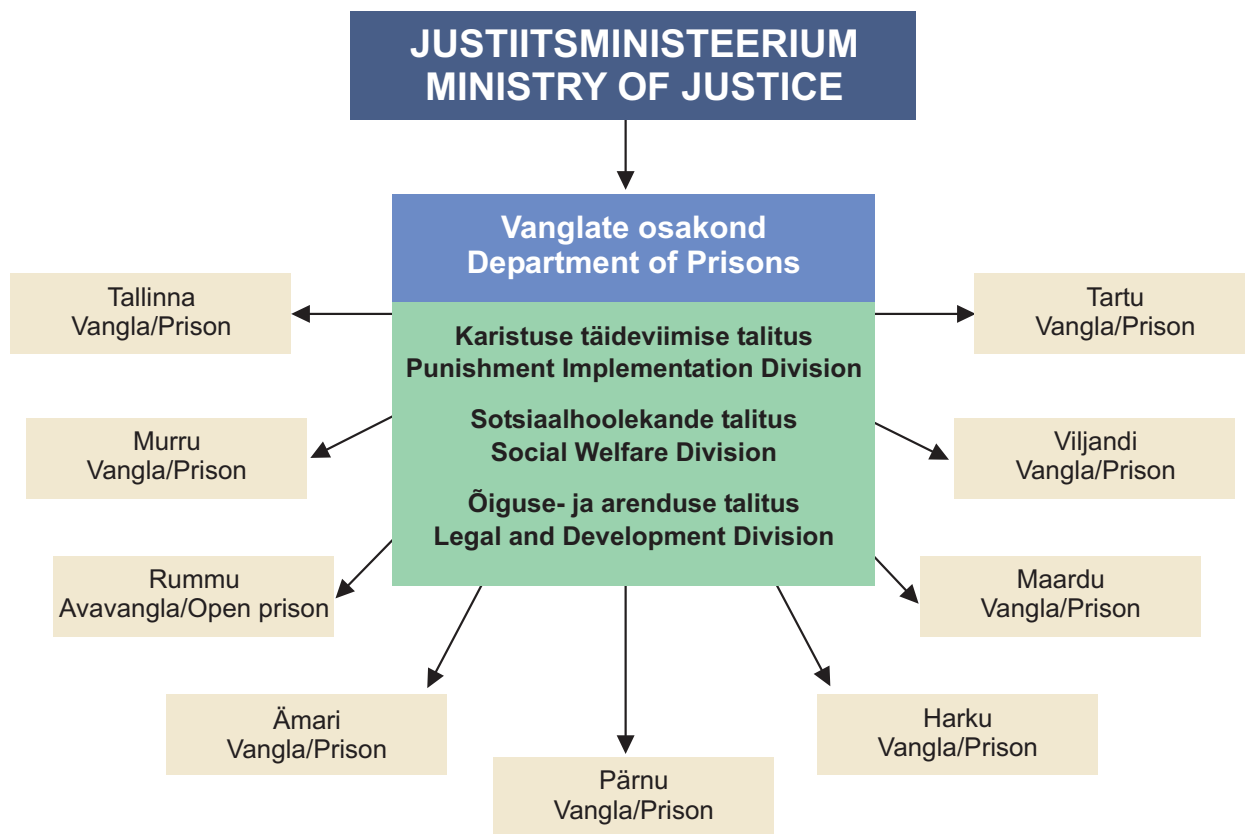 JUSTIITSMINISTEERIUM
MINISTRY OF JUSTICE
Vanglate osakond
Department of Prisons
Karistuse täideviimise talitus
Punishment Implementation Division
Sotsiaalhoolekande talitus
Social Welfare Division
Õiguse- ja arenduse talitus
Legal and Development Division
Tallinna
Vangla/Prison
Murru
Vangla/Prison
Rummu
Avavangla/Open prison
Ämari
Vangla/Prison
Pärnu
Vangla/Prison
Harku
Vangla/Prison
Maardu
Vangla/Prison
Viljandi
Vangla/Prison
Tartu
Vangla/Prison